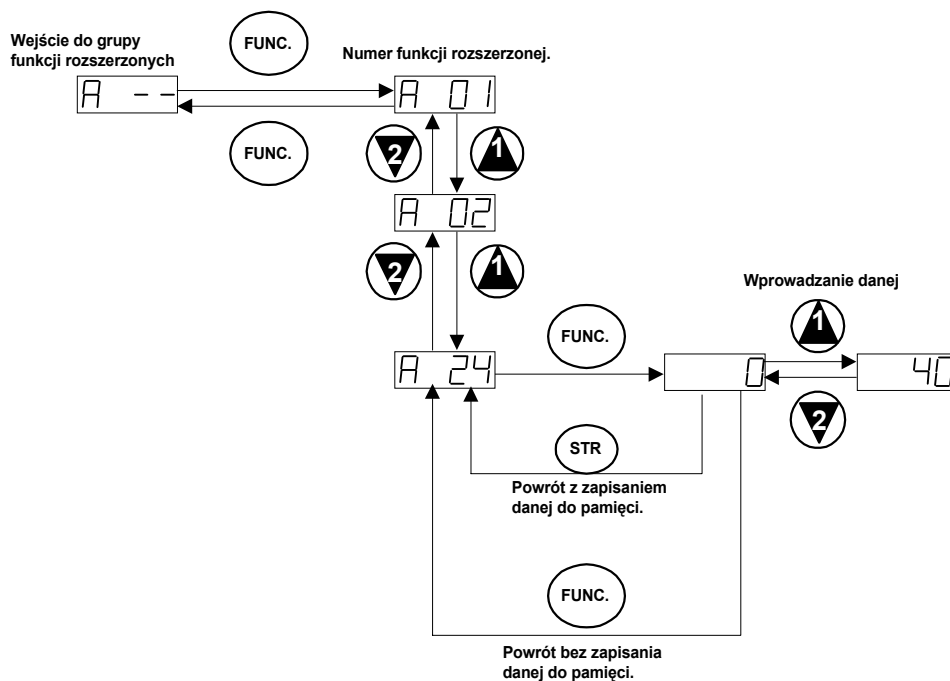 Wejście do grupy
funkcji rozszerzonych
FUNC.
Numer funkcji rozszerzonej.
A --
A 01
FUNC.
2
1
A 02
2
1
Wprowadzanie danej
1
FUNC.
A 24
0
40
2
STR
Powrót z zapisaniem
danej do pamięci.
FUNC.
Powrót bez zapisania
danej do pamięci.